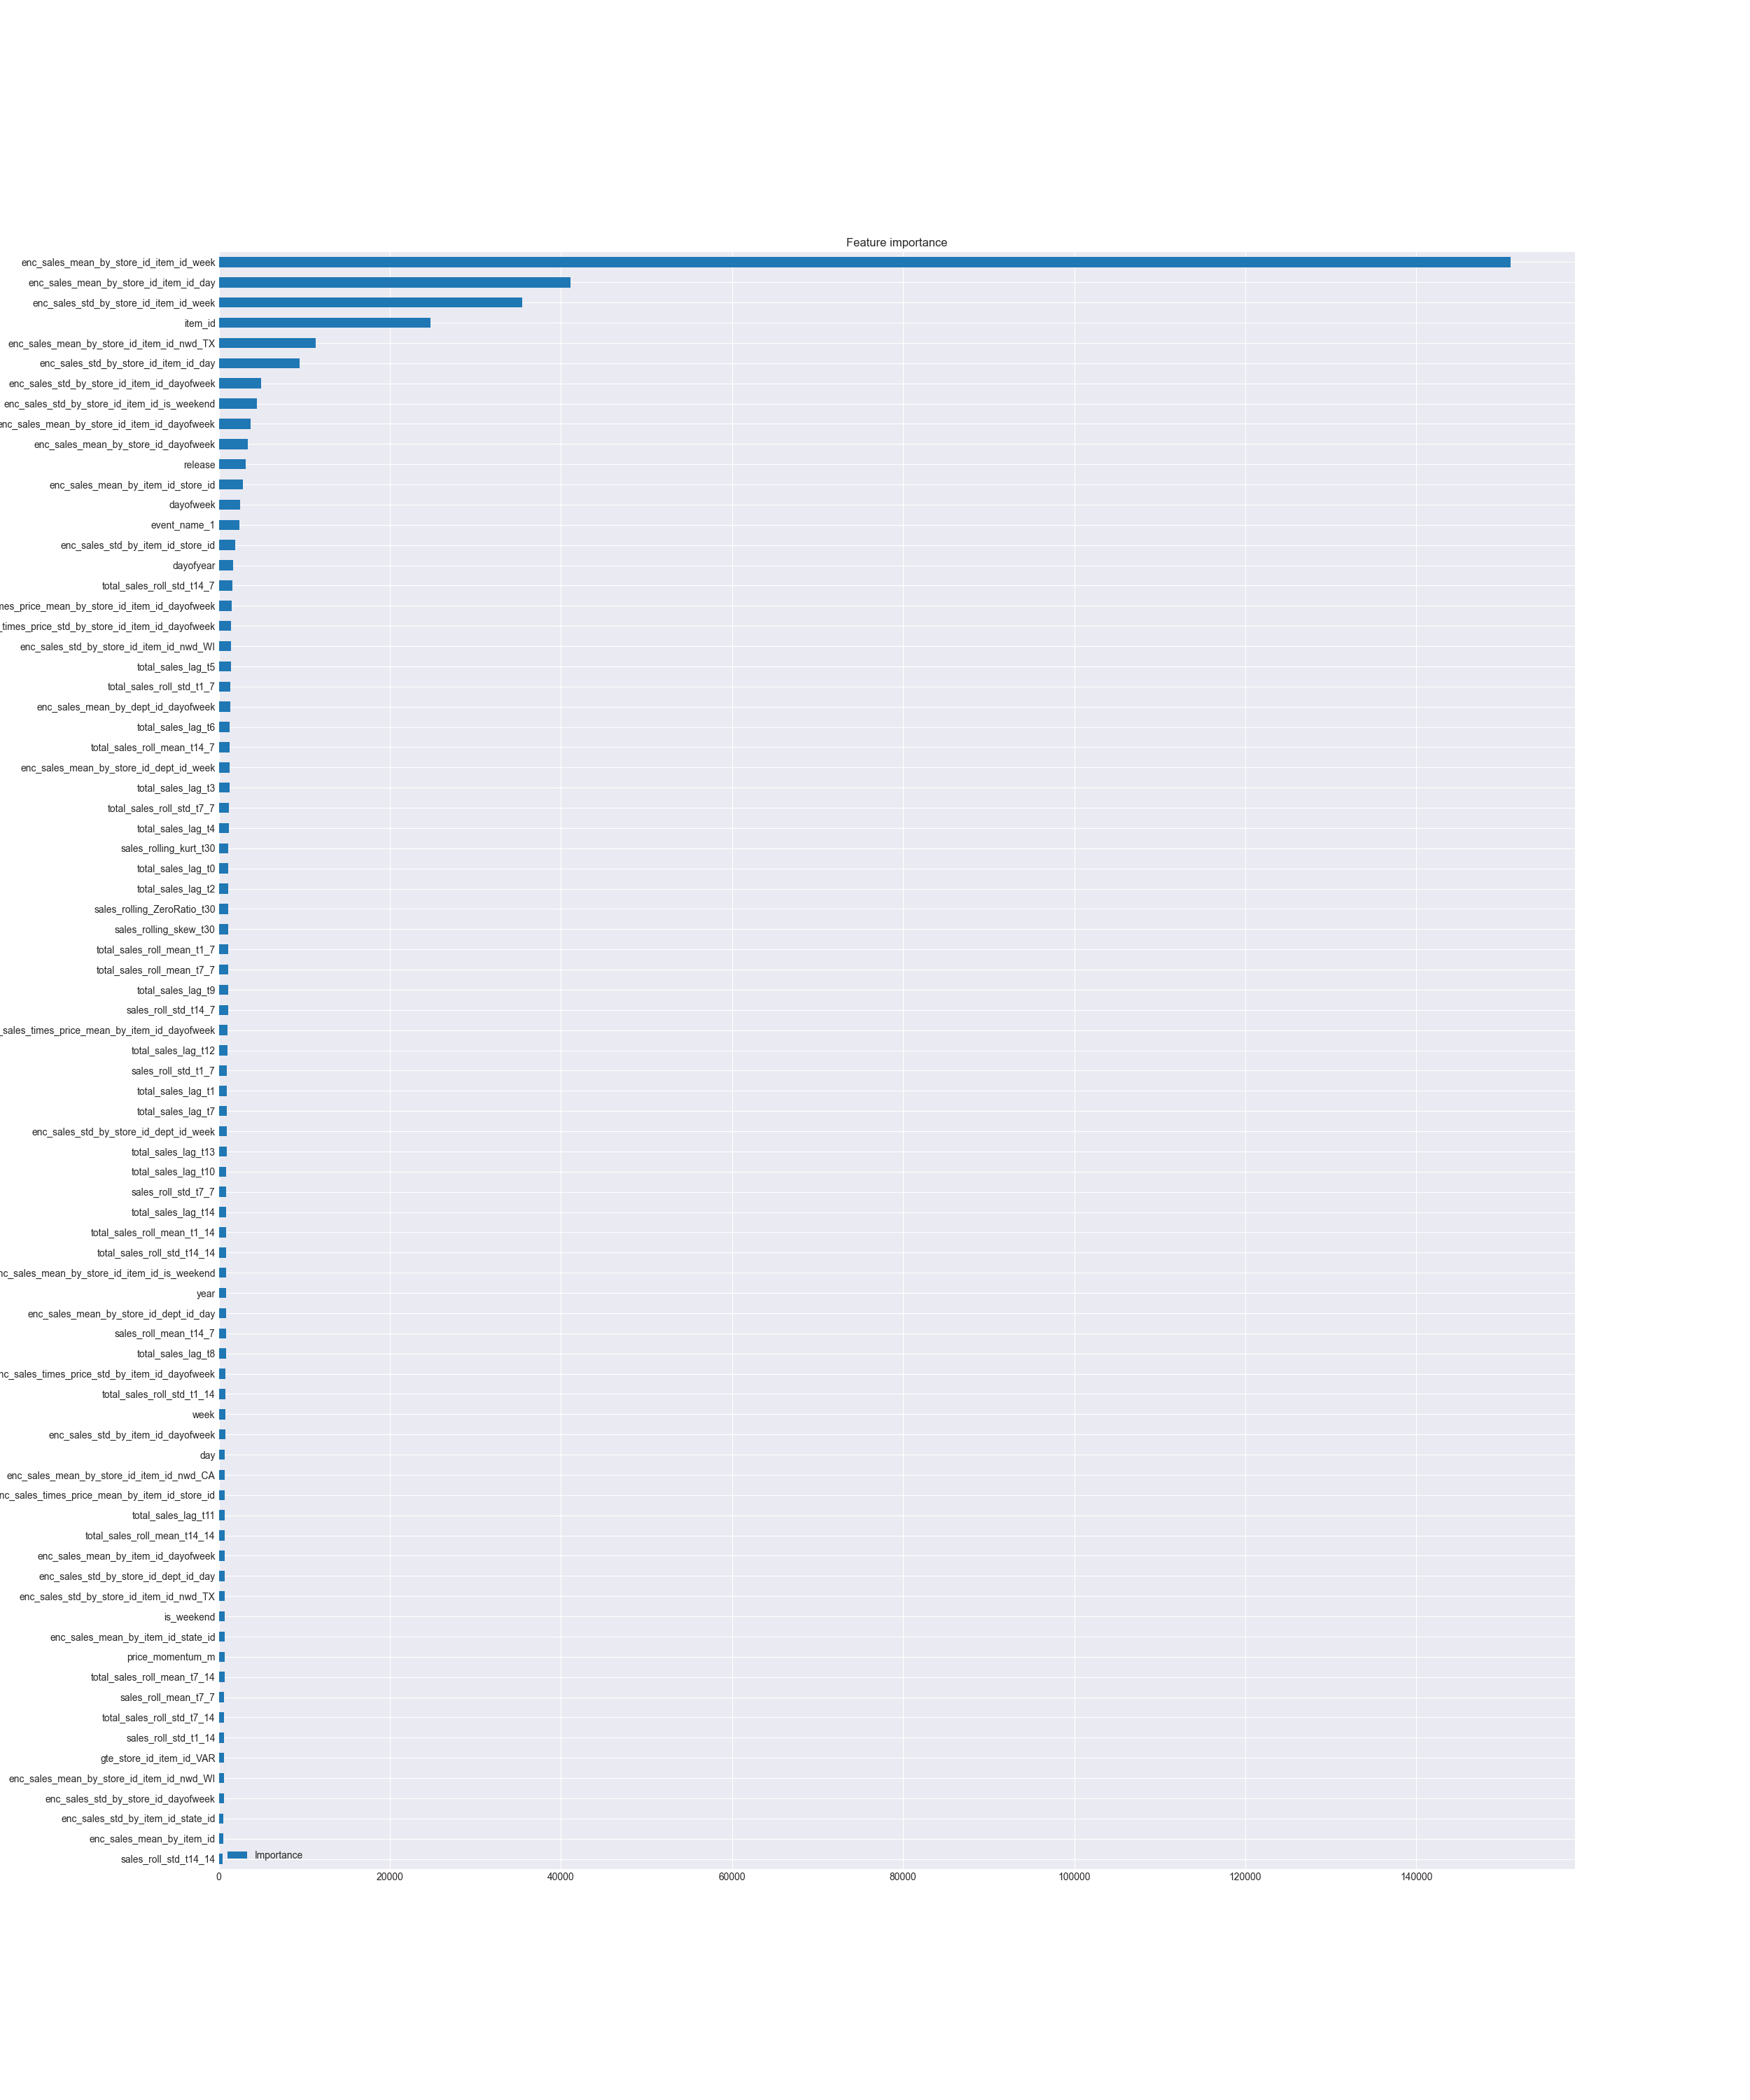 Feature importance
enc_sales_mean_by_store_id_item_id_week
enc_sales_mean_by_store_id_item_id_day
enc_sales_std_by_store_id_item_id_week
item_id
enc_sales_mean_by_store_id_item_id_nwd_TX
enc_sales_std_by_store_id_item_id_day
enc_sales_std_by_store_id_item_id_dayofweek
enc_sales_std_by_store_id_item_id_is_weekend
enc_sales_mean_by_store_id_item_id_dayofweek
enc_sales_mean_by_store_id_dayofweek
release
enc_sales_mean_by_item_id_store_id
dayofweek
event_name_1
enc_sales_std_by_item_id_store_id
dayofyear
total_sales_roll_std_t14_7
mes_price_mean_by_store_id_item_id_dayofweek
_times_price_std_by_store_id_item_id_dayofweek
enc_sales_std_by_store_id_item_id_nwd_WI
total_sales_lag_t5
total_sales_roll_std_t1_7
enc_sales_mean_by_dept_id_dayofweek
total_sales_lag_t6
total_sales_roll_mean_t14_7
enc_sales_mean_by_store_id_dept_id_week
total_sales_lag_t3
total_sales_roll_std_t7_7
total_sales_lag_t4
sales_rolling_kurt_t30
total_sales_lag_t0
total_sales_lag_t2
sales_rolling_ZeroRatio_t30
sales_rolling_skew_t30
total_sales_roll_mean_t1_7
total_sales_roll_mean_t7_7
total_sales_lag_t9
sales_roll_std_t14_7
_sales_times_price_mean_by_item_id_dayofweek
total_sales_lag_t12
sales_roll_std_t1_7
total_sales_lag_t1
total_sales_lag_t7
enc_sales_std_by_store_id_dept_id_week
total_sales_lag_t13
total_sales_lag_t10
sales_roll_std_t7_7
total_sales_lag_t14
total_sales_roll_mean_t1_14
total_sales_roll_std_t14_14
nc_sales_mean_by_store_id_item_id_is_weekend
year
enc_sales_mean_by_store_id_dept_id_day
sales_roll_mean_t14_7
total_sales_lag_t8
nc_sales_times_price_std_by_item_id_dayofweek
total_sales_roll_std_t1_14
week
enc_sales_std_by_item_id_dayofweek
day
enc_sales_mean_by_store_id_item_id_nwd_CA
nc_sales_times_price_mean_by_item_id_store_id
total_sales_lag_t11
total_sales_roll_mean_t14_14
enc_sales_mean_by_item_id_dayofweek
enc_sales_std_by_store_id_dept_id_day
enc_sales_std_by_store_id_item_id_nwd_TX
is_weekend
enc_sales_mean_by_item_id_state_id
price_momentum_m
total_sales_roll_mean_t7_14
sales_roll_mean_t7_7
total_sales_roll_std_t7_14
sales_roll_std_t1_14
gte_store_id_item_id_VAR
enc_sales_mean_by_store_id_item_id_nwd_WI
enc_sales_std_by_store_id_dayofweek
enc_sales_std_by_item_id_state_id
enc_sales_mean_by_item_id
sales_roll_std_t14_14
Importance
0 20000 40000 60000 80000 100000 120000 140000